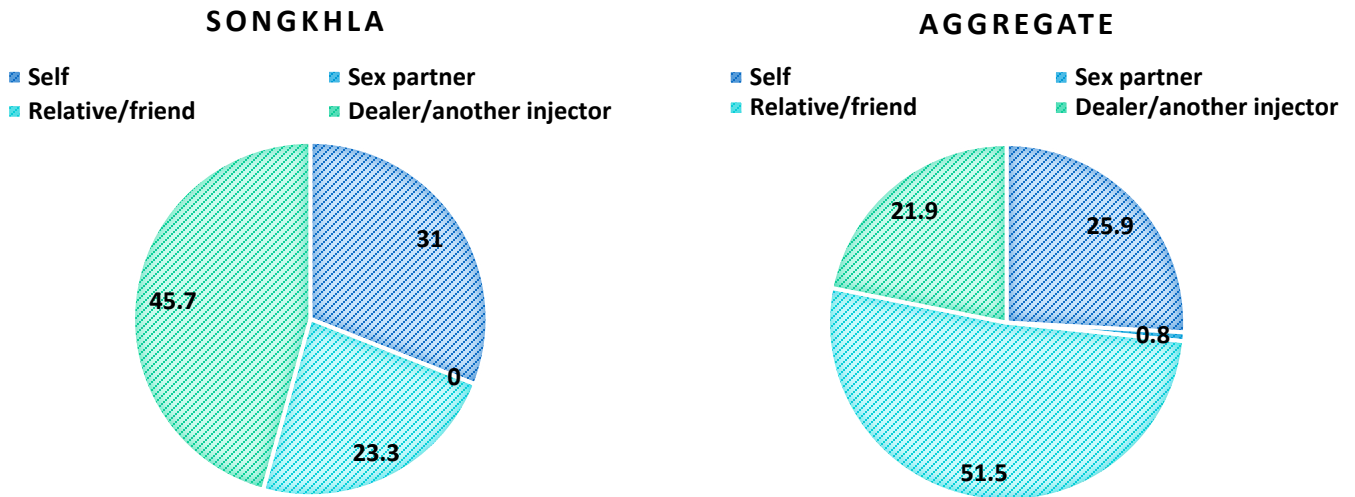 SONGKHLA
Self
Sex partner
Relative/friend
Dealer/another injector
31
0
23.3
45.7
AGGREGATE
Self
Sex partner
Relative/friend
Dealer/another injector
25.9
0.8
51.5
21.9